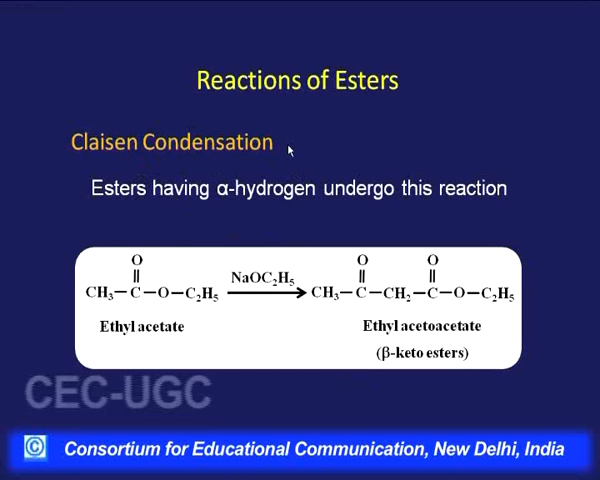 Reactions of Esters
Claisen Condensation
Esters having α-hydrogen undergo this reaction
O O O
CH₃–C–O–C₂H₅ NaOC₂H₅ CH₃–C–CH₂–C–O–C₂H₅
Ethyl acetate Ethyl acetoacetate
(β-keto esters)
CEC-UGC
© Consortium for Educational Communication, New Delhi, India